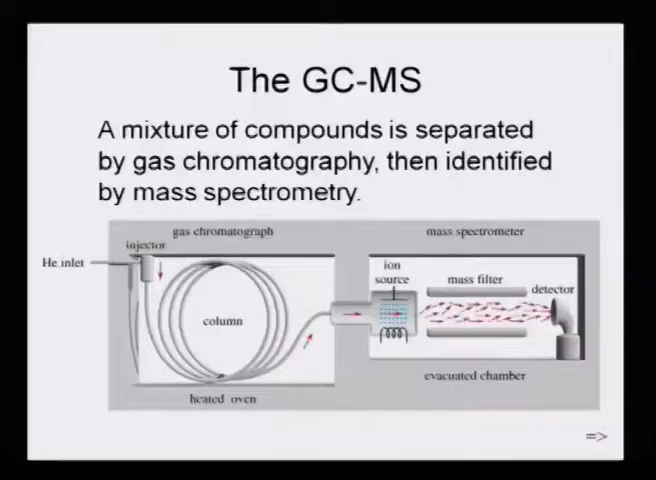 The GC-MS
A mixture of compounds is separated
by gas chromatography, then identified
by mass spectrometry.
gas chromatograph
mass spectrometer
injector
He inlet
ion
source
mass filter
detector
column
evacuated chamber
heated oven
=>